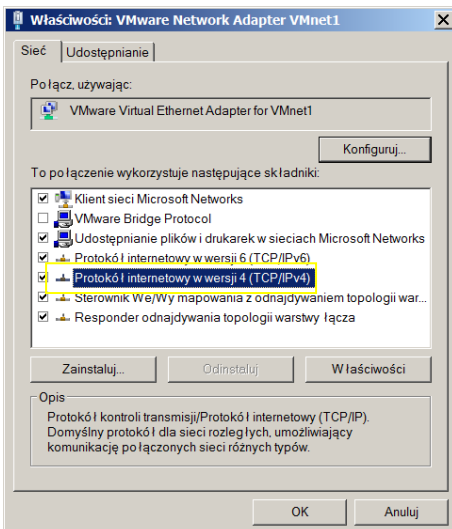 Właściwości: VMware Network Adapter VMnet1
Sieć
Udostępnianie
Połącz, używając:
VMware Virtual Ethernet Adapter for VMnet1
Konfiguruj...
To połączenie wykorzystuje następujące składniki:
Klient sieci Microsoft Networks
VMware Bridge Protocol
Udostępnianie plików i drukarek w sieciach Microsoft Networks
Protokół internetowy w wersji 6 (TCP/IPv6)
Protokół internetowy w wersji 4 (TCP/IPv4)
Sterownik We/Wy mapowania z odnajdywaniem topologii war...
Responder odnajdywania topologii warstwy łącza
Zainstaluj...
Odinstaluj
Właściwości
Opis
Protokół kontroli transmisji/Protokół internetowy (TCP/IP).
Domyślny protokół dla sieci rozległych, umożliwiający
komunikację połączonych sieci różnych typów.
OK
Anuluj